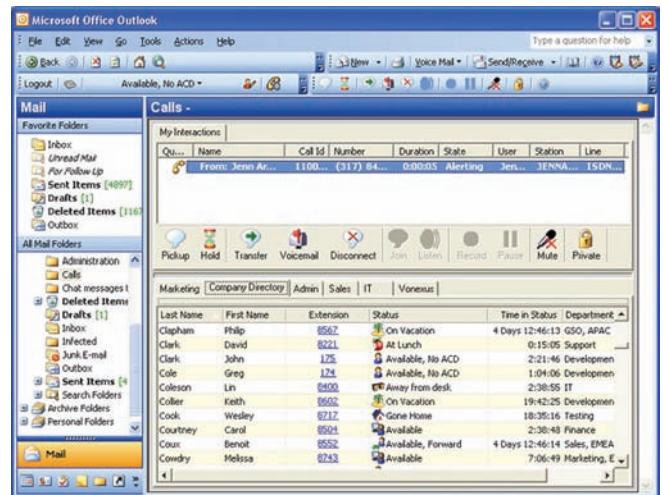 Microsoft Office Outlook
File Edit View Go Tools Actions Help Type a question for help
Back New Voice Mail Send/Receive
Logout Available, No ACD
Mail
Calls -
Favorite Folders
Inbox
Unread Mail
For Follow Up
Sent Items [4897]
Drafts [1]
Deleted Items [1167
Outbox
All Mail Folders
Administration
Calls
Chat messages t
Deleted Items
Drafts [1]
Inbox
Infected
Junk E-mail
Outbox
Sent Items [4
Search Folders
Archive Folders
Personal Folders
Mail
My Interactions
Qu... Name Call Id Number Duration State User Station Line
From: Jenn Ar... 1100... (317) 84... 0:00:05 Alerting Jen... JENNA... ISDN...
Pickup Hold Transfer Voicemail Disconnect Join Listen Record Pause Mute Private
Marketing Company Directory Admin Sales IT Vonexus
Last Name First Name Extension Status Time in Status Department
Clapham Philip 8567 On Vacation 4 Days 12:46:13 GSO, APAC
Clark David 8221 At Lunch 0:15:05 Support
Clark John 175 Available, No ACD 2:21:46 Developmen
Cole Greg 174 Available, No ACD 1:04:06 Developmen
Coleson Lin 8400 Away from desk 2:38:55 IT
Collier Keith 8602 On Vacation 19:42:25 Developmen
Cook Wesley 8717 Gone Home 18:35:16 Testing
Courtney Carol 8504 Available 2:38:48 Finance
Coux Benoit 8552 Available, Forward 4 Days 12:46:14 Sales, EMEA
Cowdry Melissa 8743 Available 7:06:49 Marketing, E